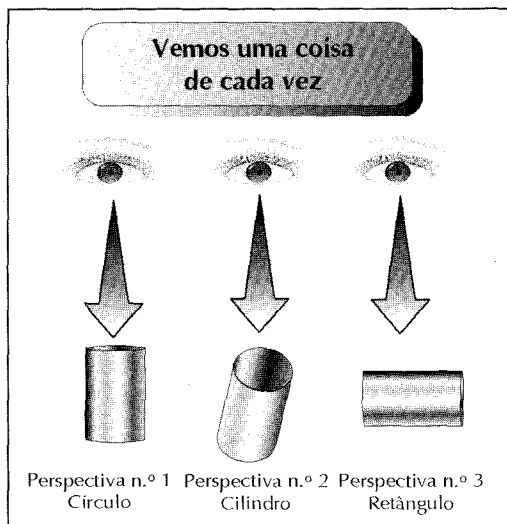 Vemos uma coisa
de cada vez
Perspectiva n.º 1 Perspectiva n.º 2 Perspectiva n.º 3
Círculo Cilindro Retângulo